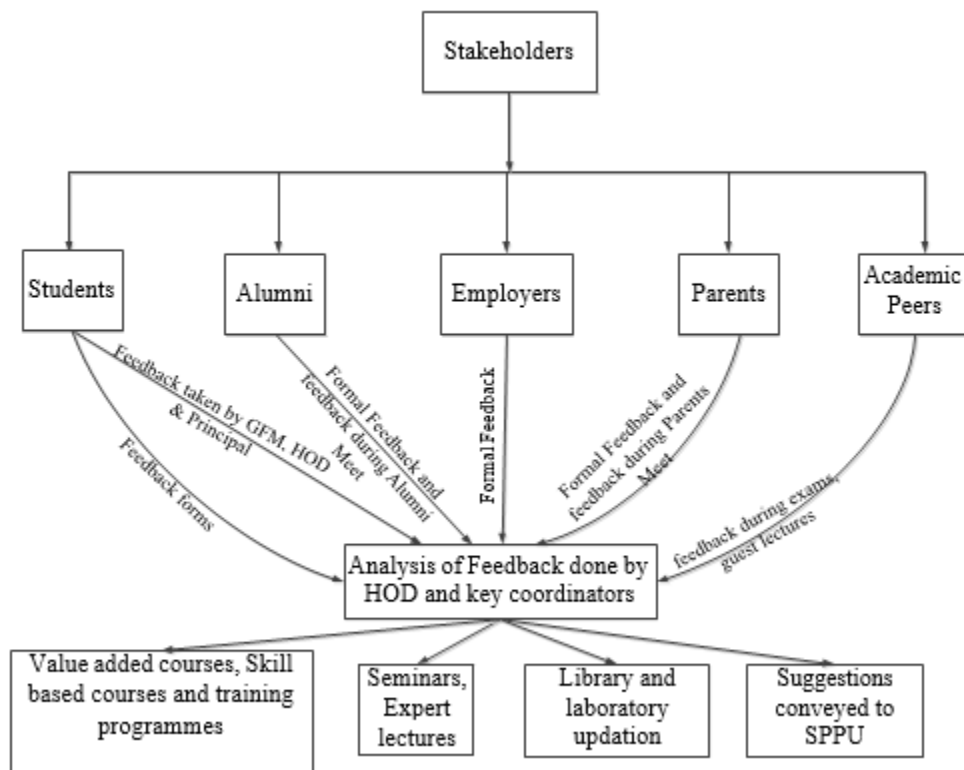 Stakeholders
Students
Alumni
Employers
Parents
Academic
Peers
Feedback taken by GFM, HOD
& Principal
Feedback forms
Formal Feedback and
feedback during Alumni
Meet
Formal Feedback
Formal Feedback and
feedback during Parents
Meet
feedback during exams,
guest lectures
Analysis of Feedback done by
HOD and key coordinators
Value added courses, Skill
based courses and training
programmes
Seminars,
Expert
lectures
Library and
laboratory
updation
Suggestions
conveyed to
SPPU